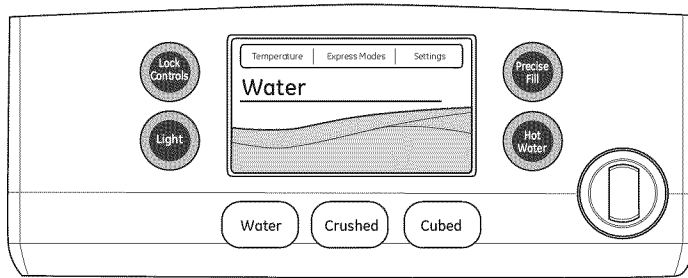 Lock
Controls
Light
Temperature Express Modes Settings
Water
Precise
Fill
Hot
Water
Water Crushed Cubed